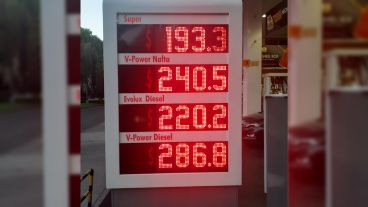 Super
193.3
V-Power Nafta
240.5
Evolux Diesel
220.2
V-Power Diesel
286.8